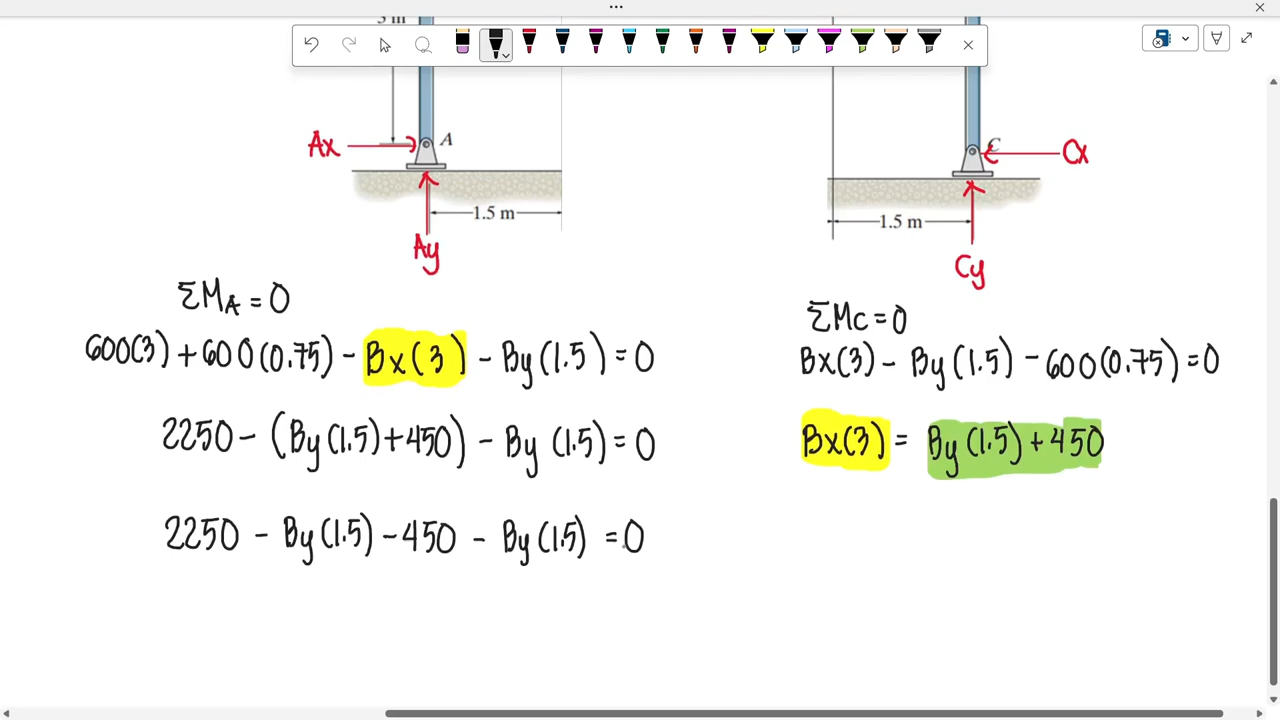 3 m
A
Ax
1.5 m
Ay
C
Cx
1.5 m
Cy
ΣMA = 0
600(3) + 600(0.75) - Bx(3) - By(1.5) = 0
2250 - (By(1.5)+450) - By(1.5) = 0
2250 - By(1.5) - 450 - By(1.5) = 0
ΣMc = 0
Bx(3) - By(1.5) - 600(0.75) = 0
Bx(3) = By(1.5) + 450